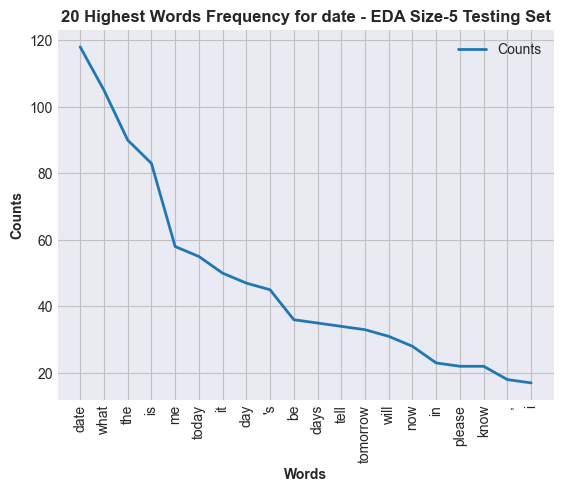 20 Highest Words Frequency for date - EDA Size-5 Testing Set
Counts
120
100
80
60
40
20
Counts
date
what
the
is
me
today
it
day
's
be
days
tell
tomorrow
will
now
in
please
know
,
i
Words